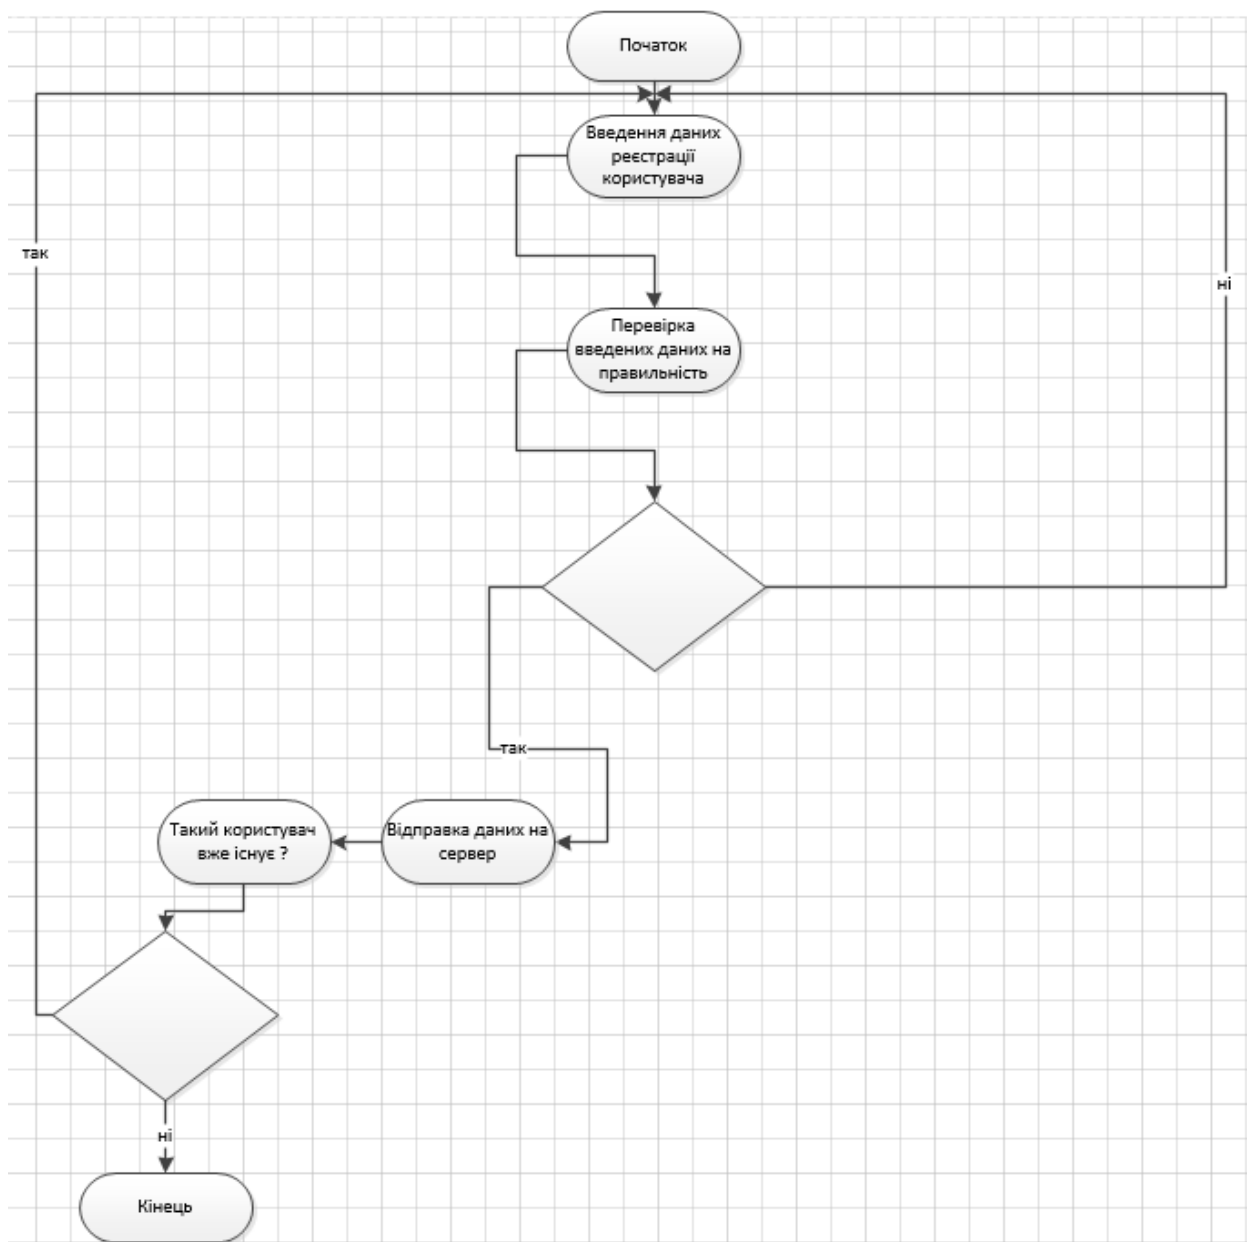 Початок
Введення даних
реєстрації
користувача
так
ні
Перевірка
введених даних на
правильність
так
Такий користувач
вже існує ?
Відправка даних на
сервер
ні
Кінець